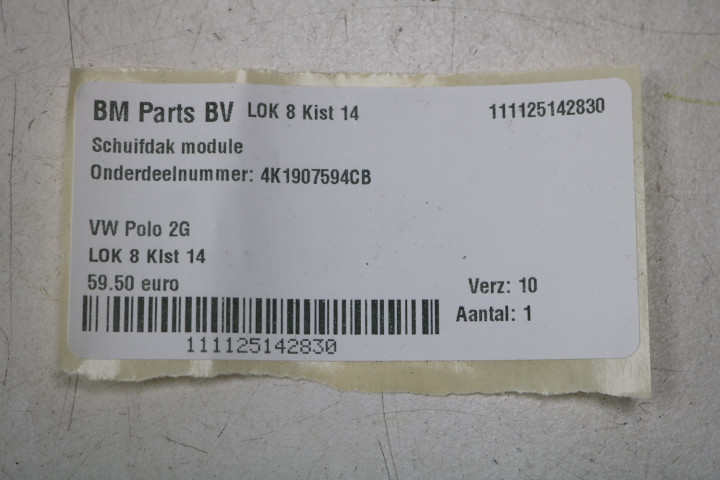 BM Parts BV LOK 8 Kist 14 111125142830
Schuifdak module
Onderdeelnummer: 4K1907594CB
VW Polo 2G
LOK 8 Kist 14
59.50 euro Verz: 10
Aantal: 1
111125142830